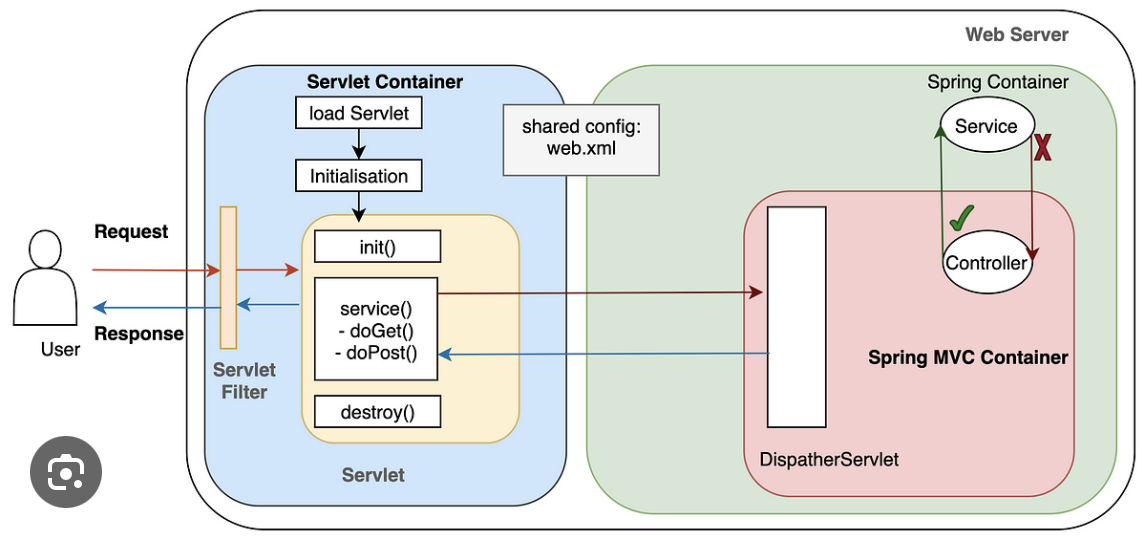 Web Server
Servlet Container
Spring Container
load Servlet
shared config:
web.xml
Service
X
Initialisation
Request
init()
Controller
service()
- doGet()
- doPost()
Response
User
Spring MVC Container
Servlet
Filter
destroy()
DispatherServlet
Servlet